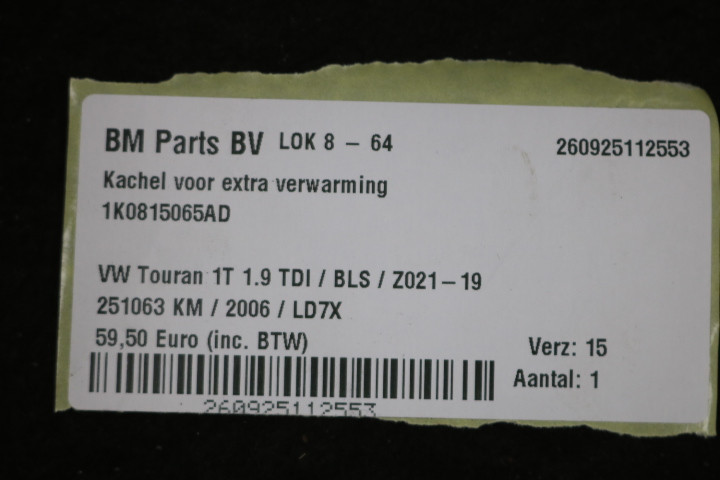 BM Parts BV LOK 8 - 64 260925112553
Kachel voor extra verwarming
1K0815065AD
VW Touran 1T 1.9 TDI / BLS / Z021-19
251063 KM / 2006 / LD7X
59,50 Euro (inc. BTW)
Verz: 15
Aantal: 1
260925112553